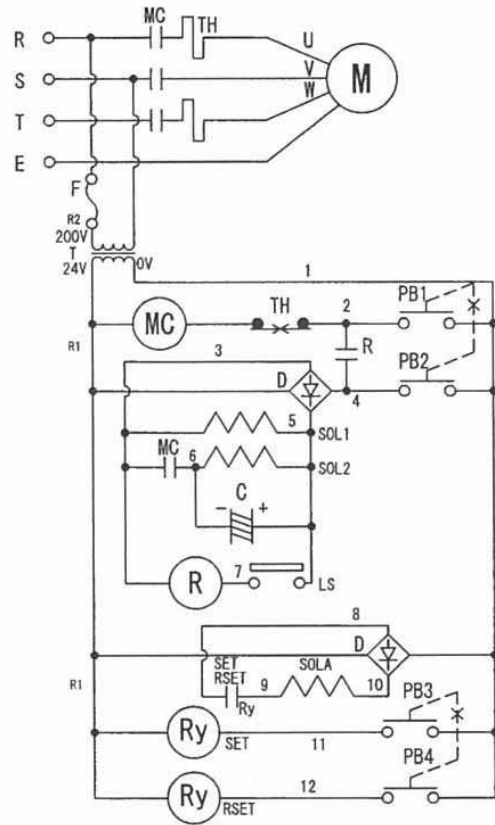 R
MC
TH
U
S
V
M
T
W
E
F
R2
200V
T
24V
0V
1
MC
TH
2
PB1
R1
3
R
PB2
D
4
5
SOL1
MC
6
SOL2
- C +
R
7
LS
8
SET
RSET
Ry
9
SOLA
10
D
R1
PB3
Ry
SET
11
PB4
Ry
RSET
12